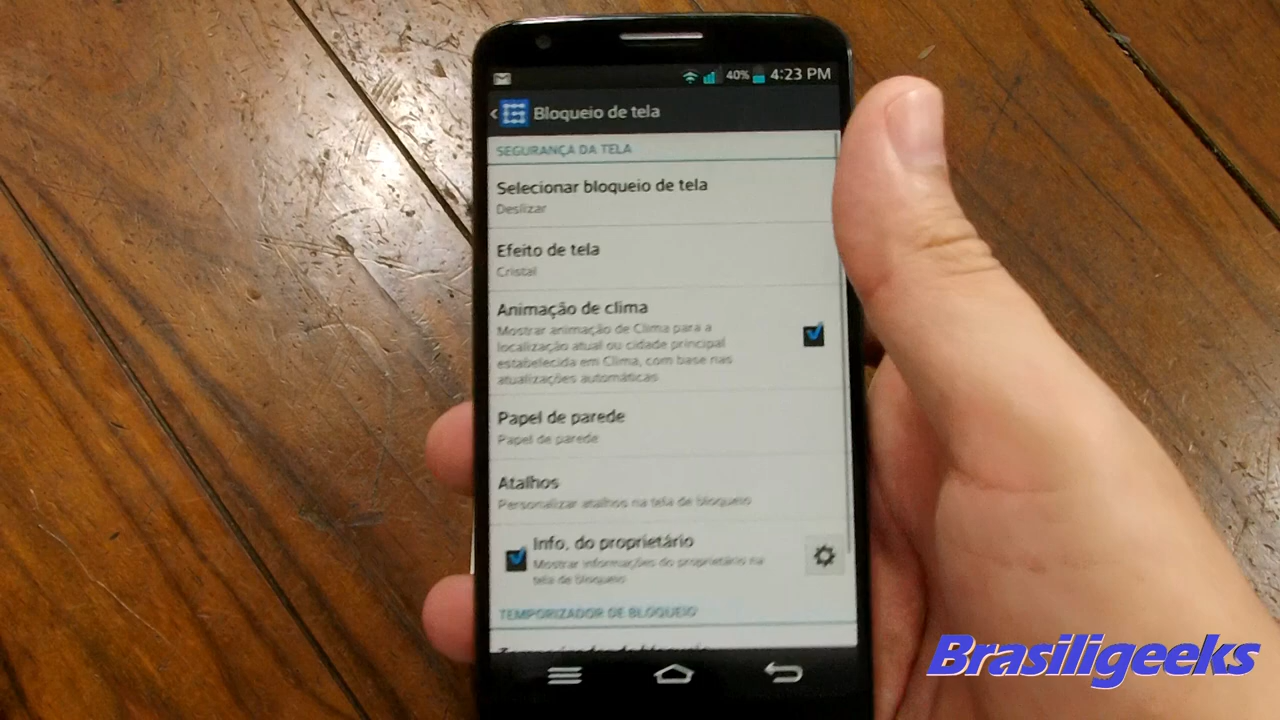 40% 4:23 PM
Bloqueio de tela
SEGURANÇA DA TELA
Selecionar bloqueio de tela
Deslizar
Efeito de tela
Cristal
Animação de clima
Mostrar animação de Clima para a
localização atual ou cidade principal
estabelecida em Clima, com base nas
atualizações automáticas
Papel de parede
Papel de parede
Atalhos
Personalizar atalhos na tela de bloqueio
Info. do proprietário
Mostrar informações do proprietário na
tela de bloqueio
TEMPORIZADOR DE BLOQUEIO
Brasiligeeks